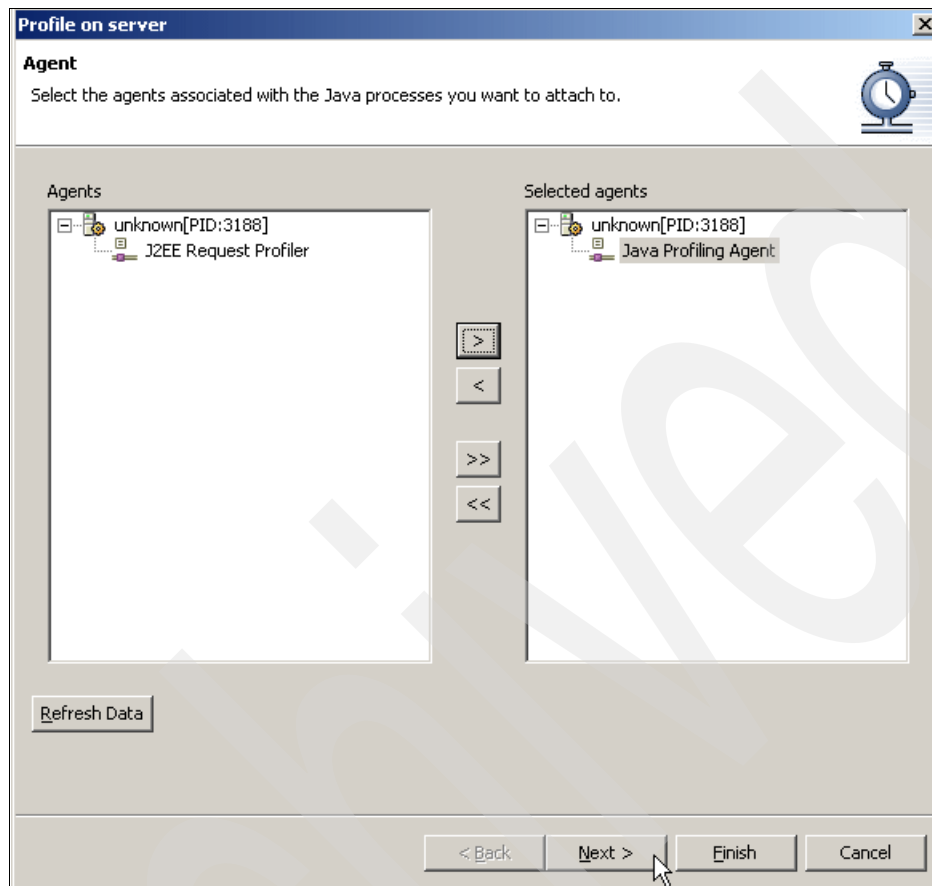 Profile on server
Agent
Select the agents associated with the Java processes you want to attach to.
Agents
Selected agents
unknown[PID:3188]
J2EE Request Profiler
unknown[PID:3188]
Java Profiling Agent
>
<
>>
<<
Refresh Data
< Back
Next >
Finish
Cancel